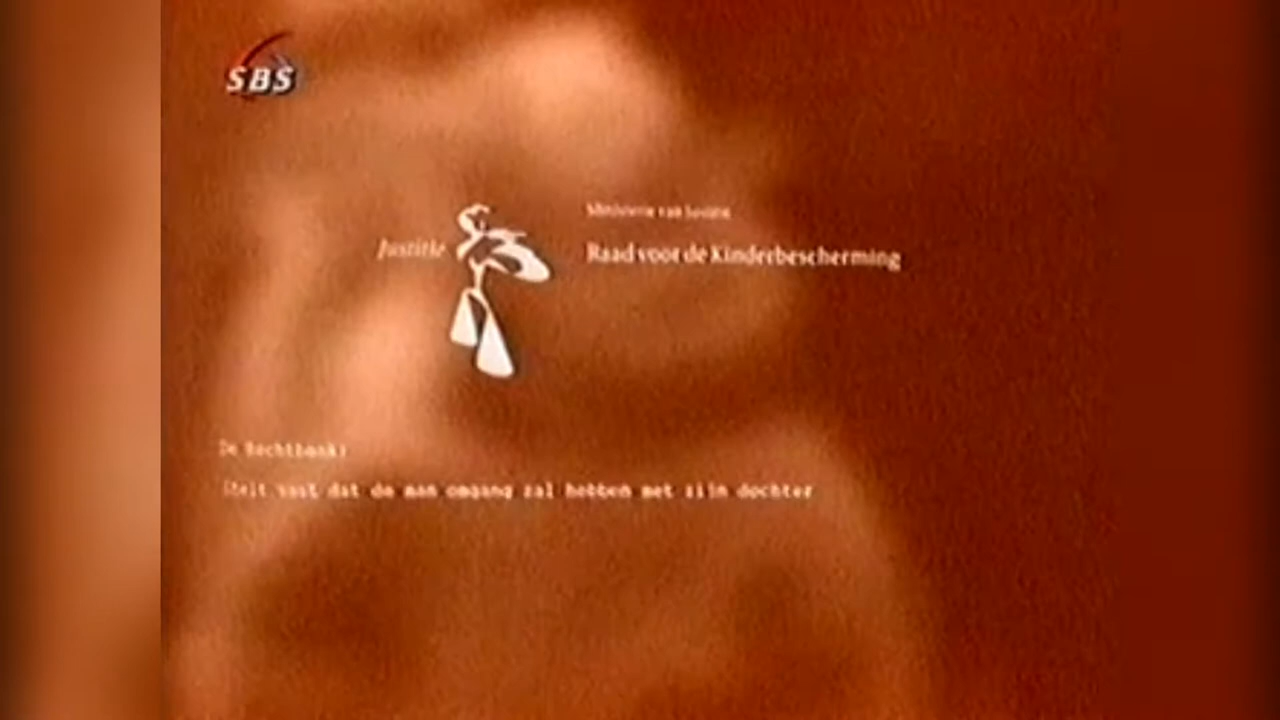 SBS
Ministerie van Justitie
Justitie
Raad voor de Kinderbescherming
De Rechtbank:
Stelt vast dat de man omgang zal hebben met zijn dochter